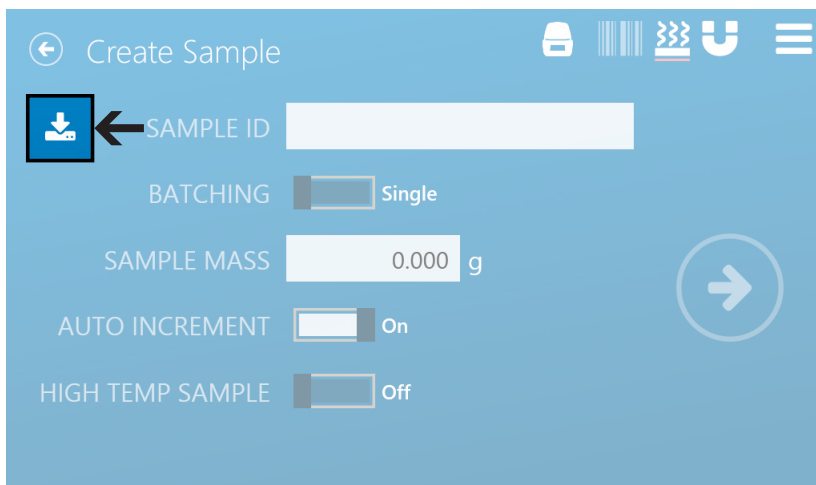 Create Sample
SAMPLE ID
BATCHING Single
SAMPLE MASS 0.000 g
AUTO INCREMENT On
HIGH TEMP SAMPLE Off